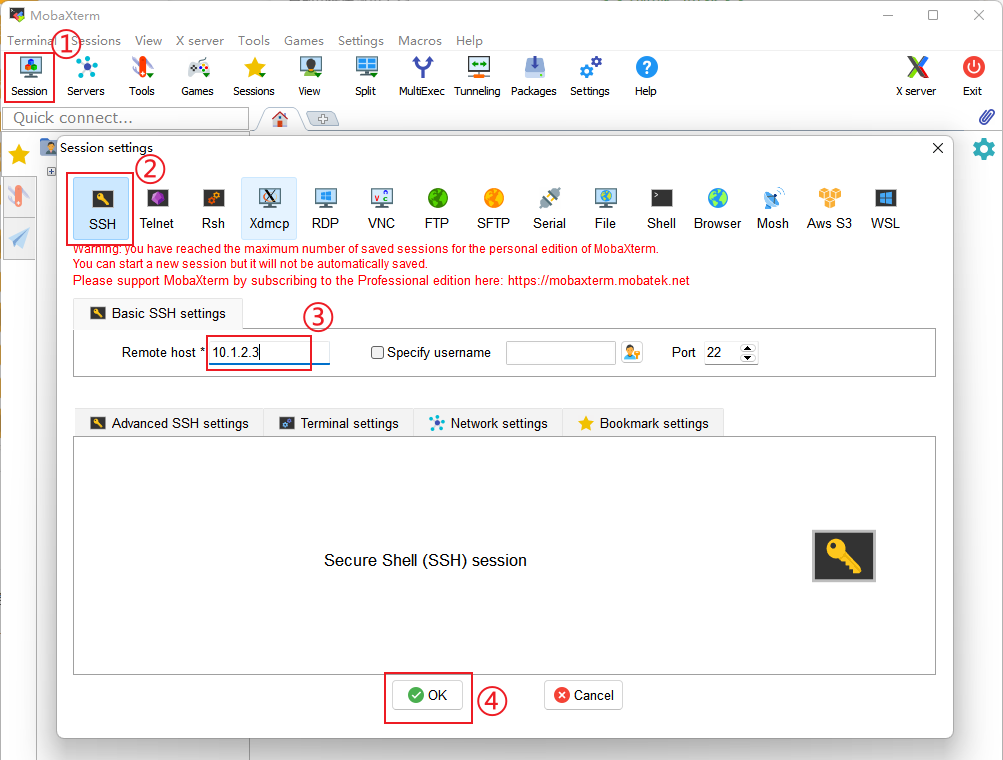 MobaXterm
Terminal Sessions View X server Tools Games Settings Macros Help
①
Session Servers Tools Games Sessions View Split MultiExec Tunneling Packages Settings Help X server Exit
Quick connect...
Session settings
②
SSH Telnet Rsh Xdmcp RDP VNC FTP SFTP Serial File Shell Browser Mosh Aws S3 WSL
Warning: you have reached the maximum number of saved sessions for the personal edition of MobaXterm.
You can start a new session but it will not be automatically saved.
Please support MobaXterm by subscribing to the Professional edition here: https://mobaxterm.mobatek.net
Basic SSH settings
③
Remote host * 10.1.2.3 Specify username Port 22
Advanced SSH settings Terminal settings Network settings Bookmark settings
Secure Shell (SSH) session
OK ④ Cancel